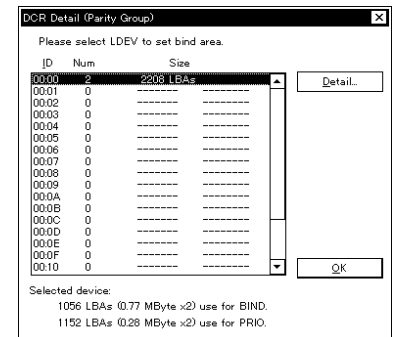 DCR Detail (Parity Group)
Please select LDEV to set bind area.
ID Num Size
00:00 2 2208 LBAs
Detail...
00:01 0 ------- --------
00:02 0 ------- --------
00:03 0 ------- --------
00:04 0 ------- --------
00:05 0 ------- --------
00:06 0 ------- --------
00:07 0 ------- --------
00:08 0 ------- --------
00:09 0 ------- --------
00:0A 0 ------- --------
00:0B 0 ------- --------
00:0C 0 ------- --------
00:0D 0 ------- --------
00:0E 0 ------- --------
00:0F 0 ------- --------
00:10 0 ------- --------
OK
Selected device:
1056 LBAs (0.77 MByte x2) use for BIND.
1152 LBAs (0.28 MByte x2) use for PRIO.